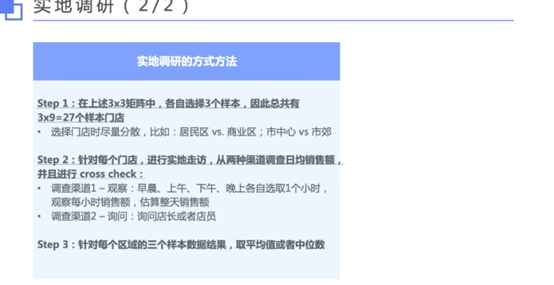 实地调研（2/2）
实地调研的方式方法
Step 1：在上述3x3矩阵中，各自选择3个样本，因此总共有
3x9=27个样本门店
• 选择门店时尽量分散，比如：居民区 vs. 商业区；市中心 vs 市郊
Step 2：针对每个门店，进行实地走访，从两种渠道调查日均销售额，
并且进行 cross check：
• 调查渠道1 – 观察：早晨、上午、下午、晚上各自选取1个小时，
观察每小时销售额，估算整天销售额
• 调查渠道2 – 询问：询问店长或者店员
Step 3：针对每个区域的三个样本数据结果，取平均值或者中位数